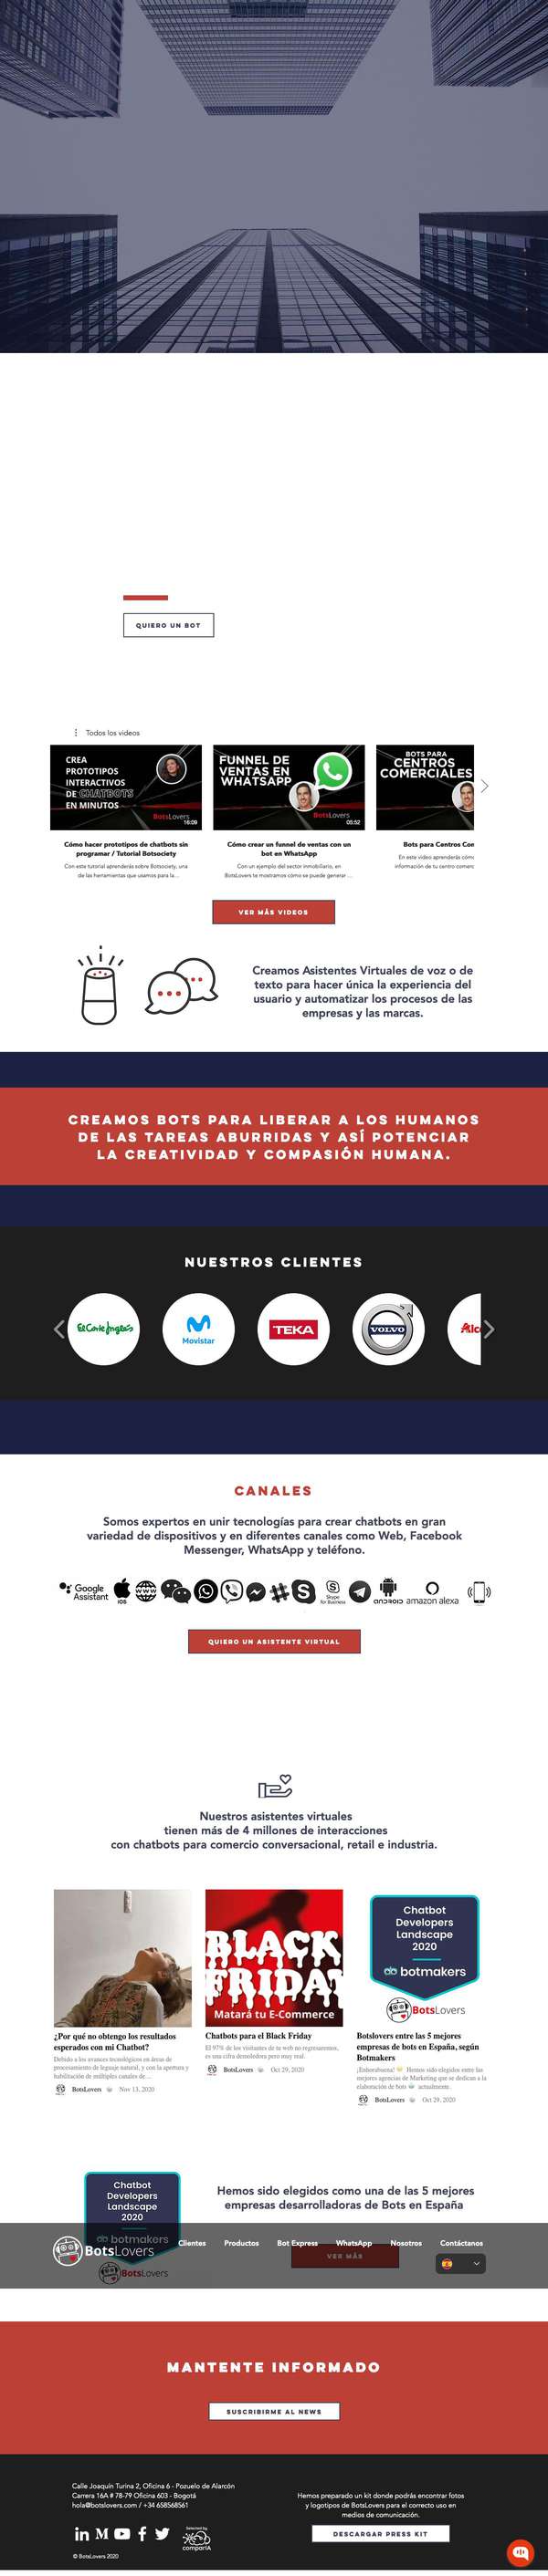 QUIERO UN BOT
Todos los videos
CREA
PROTOTIPOS
INTERACTIVOS
DE CHATBOTS
EN MINUTOS
BotsLovers
16:09
FUNNEL DE
VENTAS EN
WHATSAPP
BotsLovers
05:52
BOTS PARA
CENTROS
COMERCIALES
Cómo hacer prototipos de chatbots sin
programar / Tutorial Botsociety
Con este tutorial aprenderás sobre Botsociety, una
de las herramientas que usamos para la...
Cómo crear un funnel de ventas con un
bot en WhatsApp
Con un ejemplo del sector inmobiliario, en
BotsLovers te mostramos cómo se puede generar ...
Bots para Centros Con
En este video aprenderás cóm
información de tu centro comerc
VER MÁS VIDEOS
Creamos Asistentes Virtuales de voz o de
texto para hacer única la experiencia del
usuario y automatizar los procesos de las
empresas y las marcas.
CREAMOS BOTS PARA LIBERAR A LOS HUMANOS
DE LAS TAREAS ABURRIDAS Y ASÍ POTENCIAR
LA CREATIVIDAD Y COMPASIÓN HUMANA.
NUESTROS CLIENTES
El Corte Inglés
Movistar
TEKA
VOLVO
Alc
CANALES
Somos expertos en unir tecnologías para crear chatbots en gran
variedad de dispositivos y en diferentes canales como Web, Facebook
Messenger, WhatsApp y teléfono.
Google
Assistant
iOS
WWW
Skype
for Business
android
amazon alexa
QUIERO UN ASISTENTE VIRTUAL
Nuestros asistentes virtuales
tienen más de 4 millones de interacciones
con chatbots para comercio conversacional, retail e industria.
BLACK
FRIDAY
Matará tu E-Commerce
Chatbot
Developers
Landscape
2020
botmakers
BotsLovers
¿Por qué no obtengo los resultados
esperados con mi Chatbot?
Debido a los avances tecnológicos en áreas de
procesamiento de leguaje natural, y con la apertura y
habilitación de múltiples canales de...
BotsLovers
Nov 13, 2020
Chatbots para el Black Friday
El 97% de los visitantes de tu web no regresaremos,
es una cifra demoledora pero muy real.
BotsLovers
Oct 29, 2020
Botslovers entre las 5 mejores
empresas de bots en España, según
Botmakers
¡Enhorabuena! Hemos sido elegidos entre las
mejores agencias de Marketing que se dedican a la
elaboración de bots actualmente.
BotsLovers
Oct 29, 2020
Chatbot
Developers
Landscape
2020
botmakers
BotsLovers
Hemos sido elegidos como una de las 5 mejores
empresas desarrolladoras de Bots en España
VER MÁS
BotsLovers
Clientes
Productos
Bot Express
WhatsApp
Nosotros
Contáctanos
MANTENTE INFORMADO
SUSCRIBIRME AL NEWS
Calle Joaquín Turina 2, Oficina 6 - Pozuelo de Alarcón
Carrera 16A # 78-79 Oficina 603 - Bogotá
hola@botslovers.com / +34 658568561
Selected by
comparIA
© BotsLovers 2020
Hemos preparado un kit donde podrás encontrar fotos
y logotipos de BotsLovers para el correcto uso en
medios de comunicación.
DESCARGAR PRESS KIT